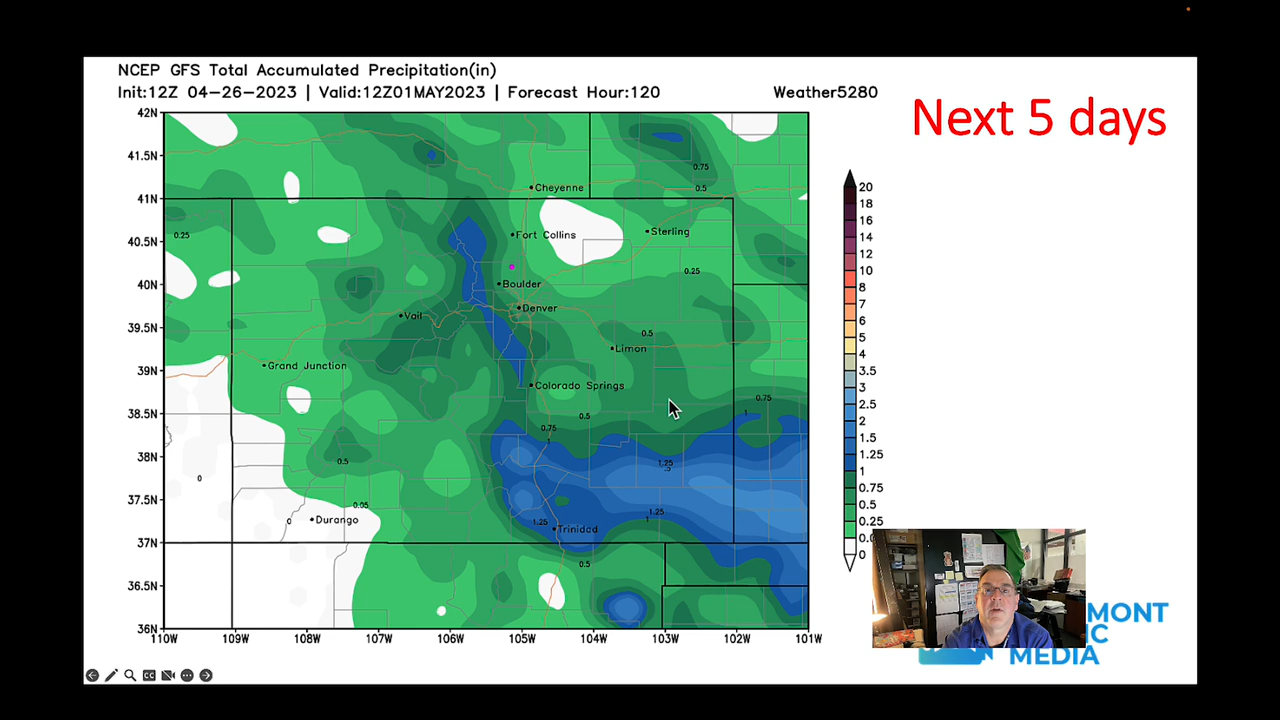 NCEP GFS Total Accumulated Precipitation(in)
Init:12Z 04-26-2023 | Valid:12Z01MAY2023 | Forecast Hour:120
Weather5280
Next 5 days
42N
41.5N
41N
40.5N
40N
39.5N
39N
38.5N
38N
37.5N
37N
36.5N
36N
110W 109W 108W 107W 106W 105W 104W 103W 102W 101W
0.75
Cheyenne
0.5
0.25
Fort Collins
Sterling
0.25
Boulder
Denver
Vail
0.5
Limon
Grand Junction
Colorado Springs
0.75
1
0.5
0.75
1
0.5
1.25
0
0.05
1.25
0
Durango
1.25
1
Trinidad
0.5
20
18
16
14
12
10
8
7
6
5
4
3.5
3
2.5
2
1.5
1.25
1
0.75
0.5
0.25
0
MONT
IC
MEDIA
CC